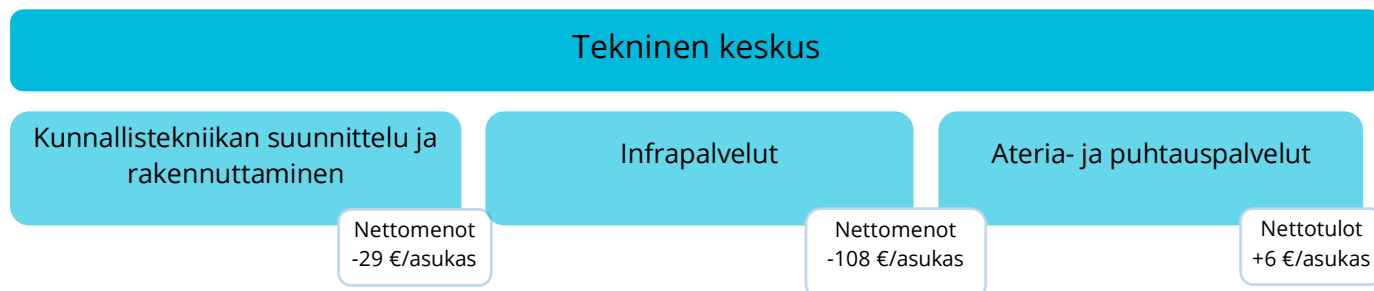 Tekninen keskus
Kunnallistekniikan suunnittelu ja
rakennuttaminen
Nettomenot
-29 €/asukas
Infrapalvelut
Nettomenot
-108 €/asukas
Ateria- ja puhtauspalvelut
Nettotulot
+6 €/asukas